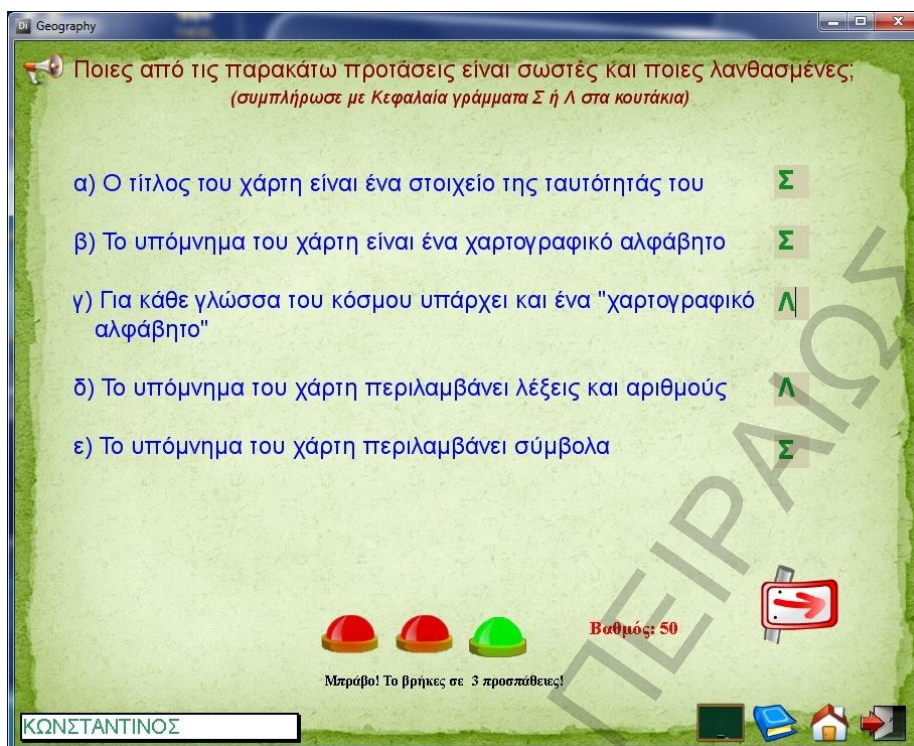 Di Geography
Ποιες από τις παρακάτω προτάσεις είναι σωστές και ποιες λανθασμένες;
(συμπλήρωσε με Κεφαλαία γράμματα Σ ή Λ στα κουτάκια)
α) Ο τίτλος του χάρτη είναι ένα στοιχείο της ταυτότητάς του Σ
β) Το υπόμνημα του χάρτη είναι ένα χαρτογραφικό αλφάβητο Σ
γ) Για κάθε γλώσσα του κόσμου υπάρχει και ένα "χαρτογραφικό Λ
αλφάβητο"
δ) Το υπόμνημα του χάρτη περιλαμβάνει λέξεις και αριθμούς Λ
ε) Το υπόμνημα του χάρτη περιλαμβάνει σύμβολα Σ
Βαθμός: 50
Μπράβο! Το βρήκες σε 3 προσπάθειες!
ΚΩΝΣΤΑΝΤΙΝΟΣ
ΠΕΙΡΑΙΩΣ